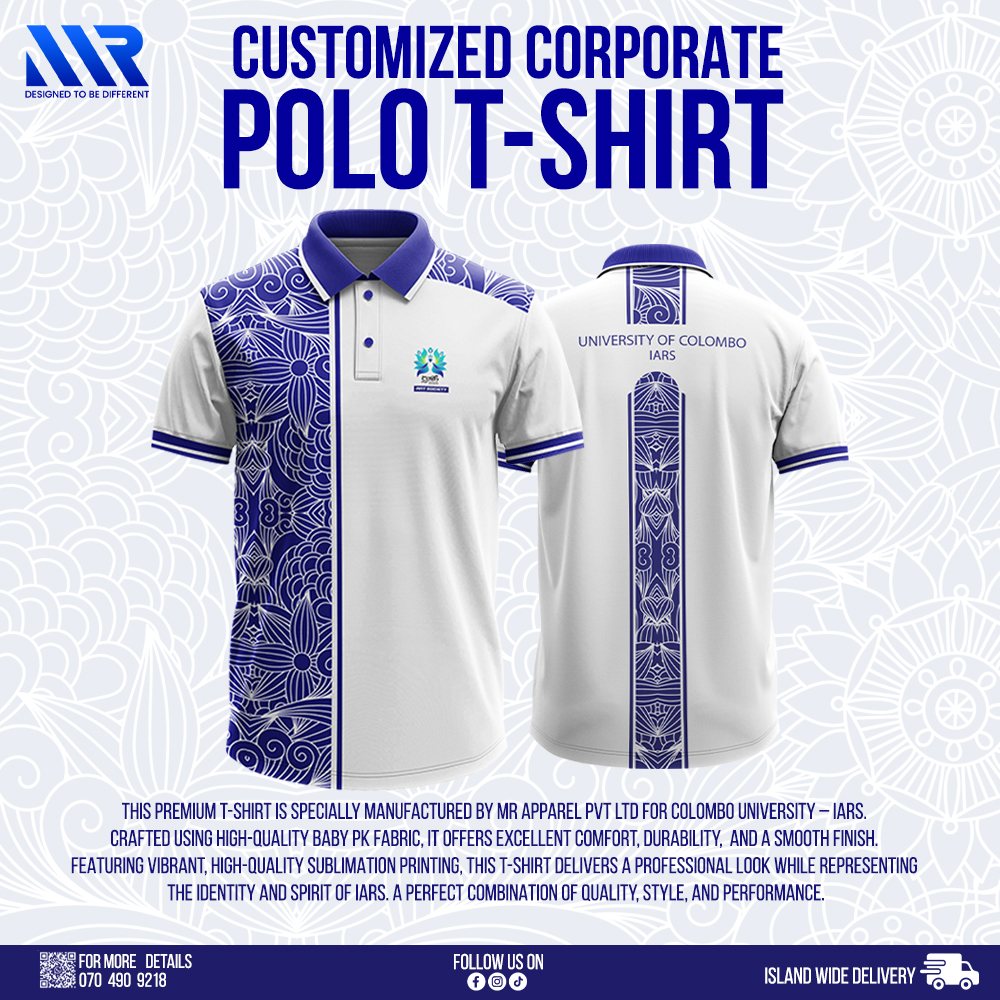 MR
DESIGNED TO BE DIFFERENT
CUSTOMIZED CORPORATE
POLO T-SHIRT
ART SOCIETY
UNIVERSITY OF COLOMBO
IARS
THIS PREMIUM T-SHIRT IS SPECIALLY MANUFACTURED BY MR APPAREL PVT LTD FOR COLOMBO UNIVERSITY – IARS.
CRAFTED USING HIGH-QUALITY BABY PK FABRIC, IT OFFERS EXCELLENT COMFORT, DURABILITY, AND A SMOOTH FINISH.
FEATURING VIBRANT, HIGH-QUALITY SUBLIMATION PRINTING, THIS T-SHIRT DELIVERS A PROFESSIONAL LOOK WHILE REPRESENTING
THE IDENTITY AND SPIRIT OF IARS. A PERFECT COMBINATION OF QUALITY, STYLE, AND PERFORMANCE.
FOR MORE DETAILS
070 490 9218
FOLLOW US ON
ISLAND WIDE DELIVERY